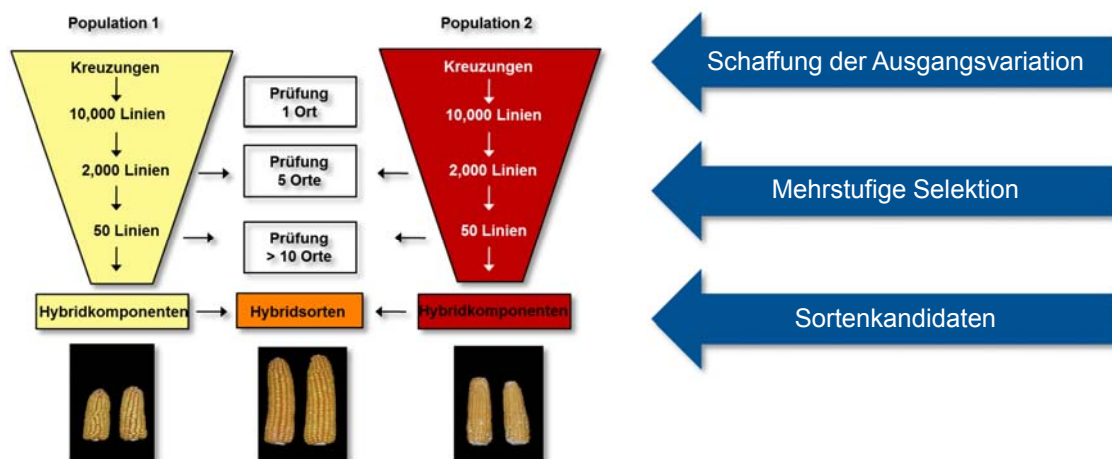 Population 1
Population 2
Kreuzungen
10,000 Linien
2,000 Linien
50 Linien
Hybridkomponenten
Prüfung
1 Ort
Prüfung
5 Orte
Prüfung
> 10 Orte
Hybridsorten
Kreuzungen
10,000 Linien
2,000 Linien
50 Linien
Hybridkomponenten
Schaffung der Ausgangsvariation
Mehrstufige Selektion
Sortenkandidaten